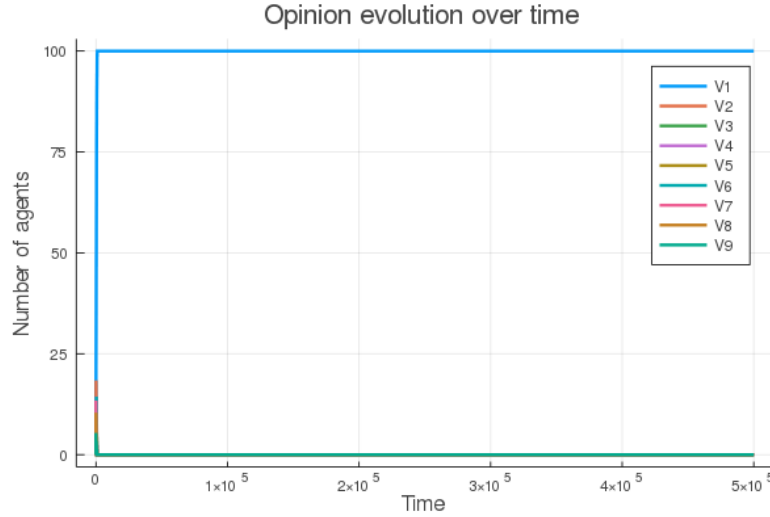 Opinion evolution over time
Number of agents
100
75
50
25
0
V1
V2
V3
V4
V5
V6
V7
V8
V9
0
1×10 5
2×10 5
3×10 5
4×10 5
5×10 5
Time